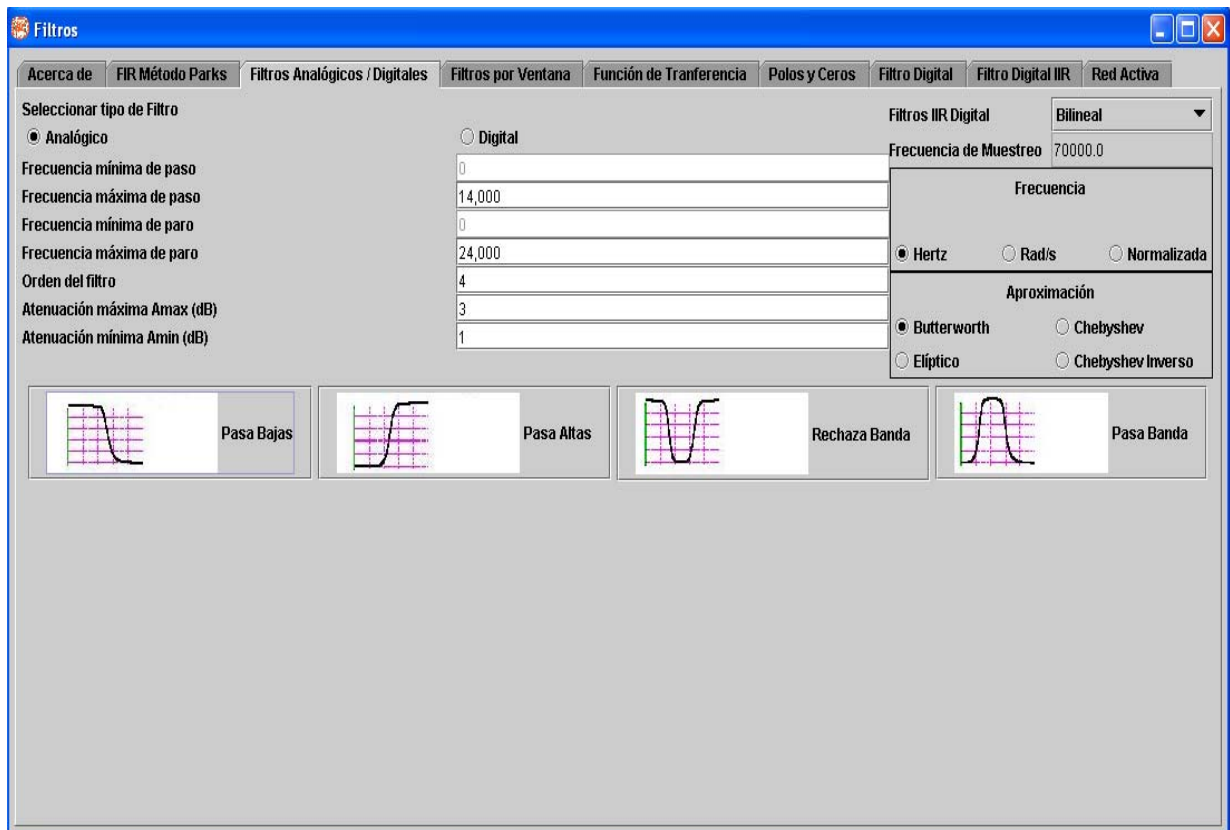 Filtros
Acerca de
FIR Método Parks
Filtros Analógicos / Digitales
Filtros por Ventana
Función de Tranferencia
Polos y Ceros
Filtro Digital
Filtro Digital IIR
Red Activa
Seleccionar tipo de Filtro
Analógico
Digital
Frecuencia mínima de paso
0
Frecuencia máxima de paso
14,000
Frecuencia mínima de paro
0
Frecuencia máxima de paro
24,000
Orden del filtro
4
Atenuación máxima Amax (dB)
3
Atenuación mínima Amin (dB)
1
Filtros IIR Digital
Bilineal
Frecuencia de Muestreo
70000.0
Frecuencia
Hertz
Rad/s
Normalizada
Aproximación
Butterworth
Chebyshev
Elíptico
Chebyshev Inverso
Pasa Bajas
Pasa Altas
Rechaza Banda
Pasa Banda